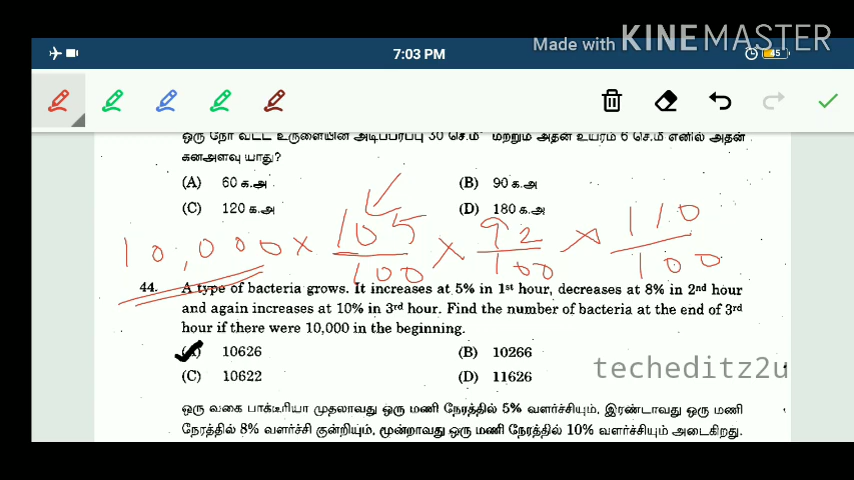 Made with KINEMASTER
7:03 PM
45
ஒரு நேர் வட்ட உருளையின் அடிப்பரப்பு 30 செ.மீ² மற்றும் அதன் உயரம் 6 செ.மீ எனில் அதன்
கனஅளவு யாது?
(A) 60 க.அ (B) 90 க.அ
(C) 120 க.அ (D) 180 க.அ
10,000 × 105/100 × 92/100 × 110/100
44. A type of bacteria grows. It increases at 5% in 1st hour, decreases at 8% in 2nd hour
and again increases at 10% in 3rd hour. Find the number of bacteria at the end of 3rd
hour if there were 10,000 in the beginning.
(A) 10626 (B) 10266
(C) 10622 (D) 11626
techeditz2u
ஒரு வகை பாக்டீரியா முதலாவது ஒரு மணி நேரத்தில் 5% வளர்ச்சியும், இரண்டாவது ஒரு மணி
நேரத்தில் 8% வளர்ச்சி குன்றியும், மூன்றாவது ஒரு மணி நேரத்தில் 10% வளர்ச்சியும் அடைகிறது.